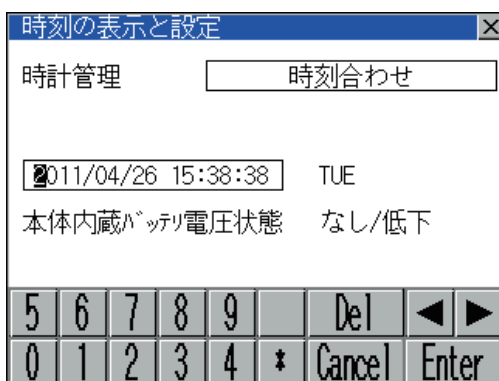 時刻の表示と設定 ×
時計管理 時刻合わせ
2011/04/26 15:38:38 TUE
本体内蔵ﾊﾞｯﾃﾘ電圧状態 なし/低下
5 6 7 8 9 Del ◀ ▶
0 1 2 3 4 * Cancel Enter